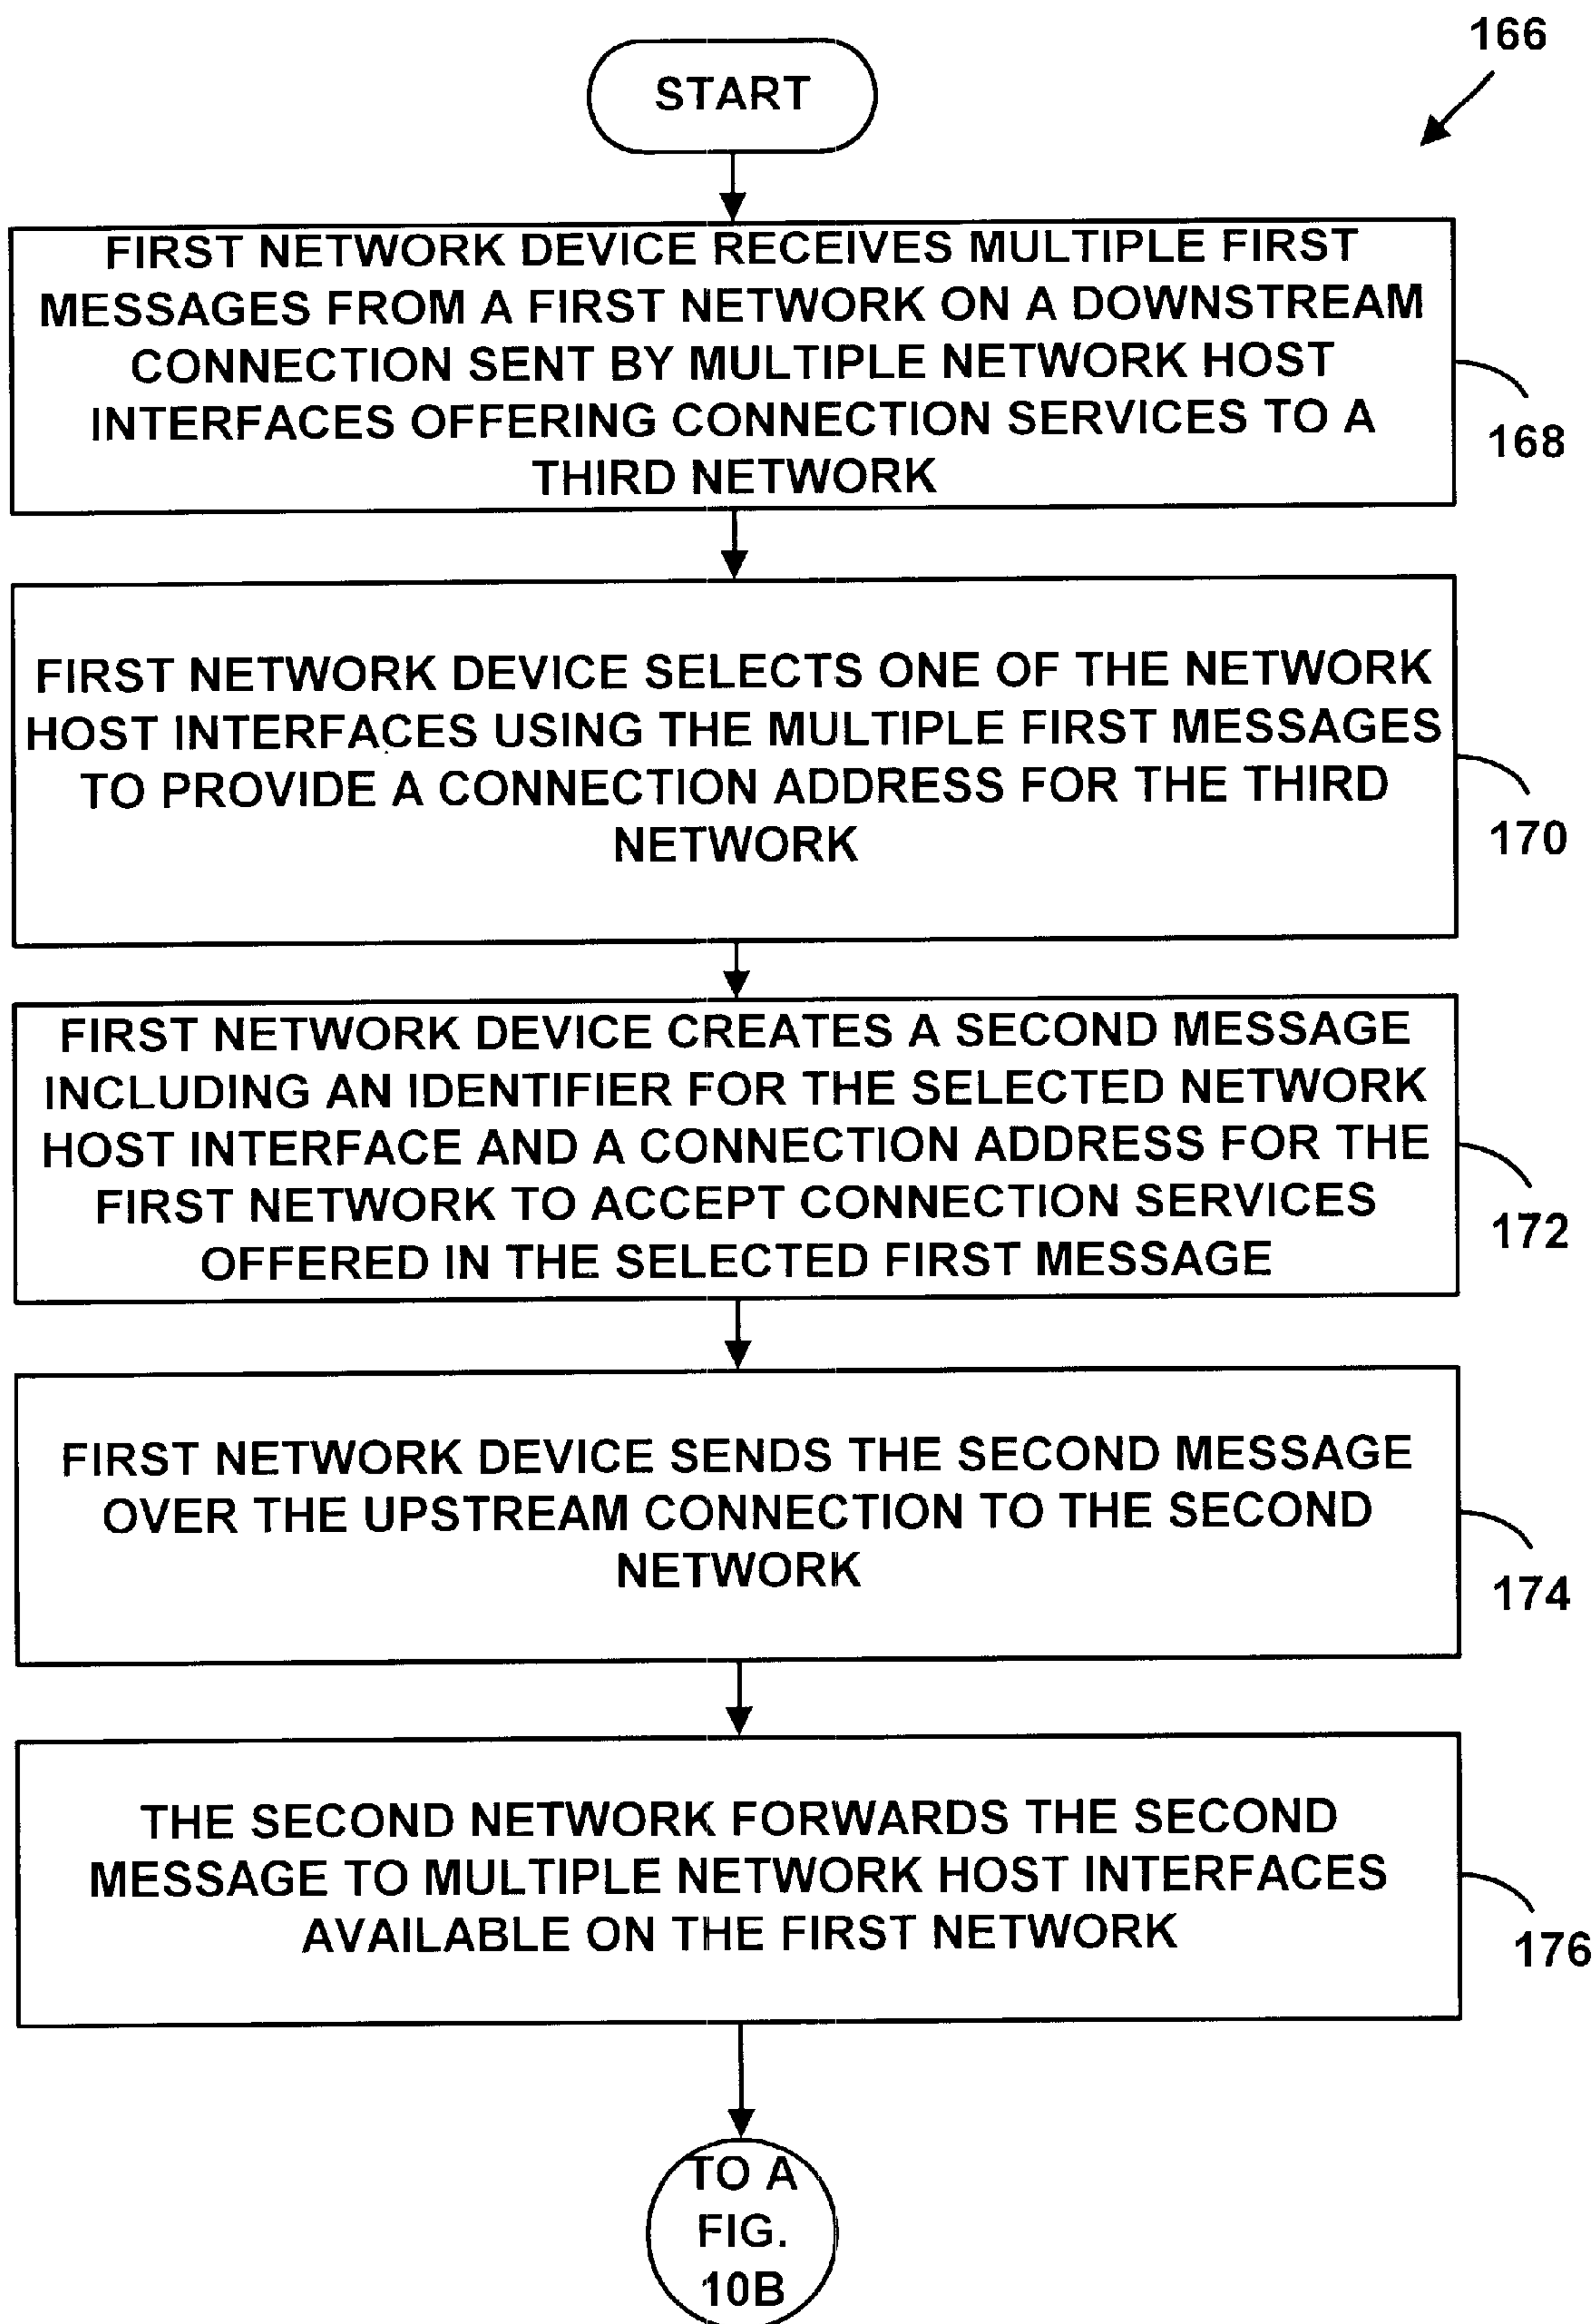 166
START
FIRST NETWORK DEVICE RECEIVES MULTIPLE FIRST
MESSAGES FROM A FIRST NETWORK ON A DOWNSTREAM
CONNECTION SENT BY MULTIPLE NETWORK HOST
INTERFACES OFFERING CONNECTION SERVICES TO A
THIRD NETWORK
168
FIRST NETWORK DEVICE SELECTS ONE OF THE NETWORK
HOST INTERFACES USING THE MULTIPLE FIRST MESSAGES
TO PROVIDE A CONNECTION ADDRESS FOR THE THIRD
NETWORK
170
FIRST NETWORK DEVICE CREATES A SECOND MESSAGE
INCLUDING AN IDENTIFIER FOR THE SELECTED NETWORK
HOST INTERFACE AND A CONNECTION ADDRESS FOR THE
FIRST NETWORK TO ACCEPT CONNECTION SERVICES
OFFERED IN THE SELECTED FIRST MESSAGE
172
FIRST NETWORK DEVICE SENDS THE SECOND MESSAGE
OVER THE UPSTREAM CONNECTION TO THE SECOND
NETWORK
174
THE SECOND NETWORK FORWARDS THE SECOND
MESSAGE TO MULTIPLE NETWORK HOST INTERFACES
AVAILABLE ON THE FIRST NETWORK
176
TO A
FIG.
10B